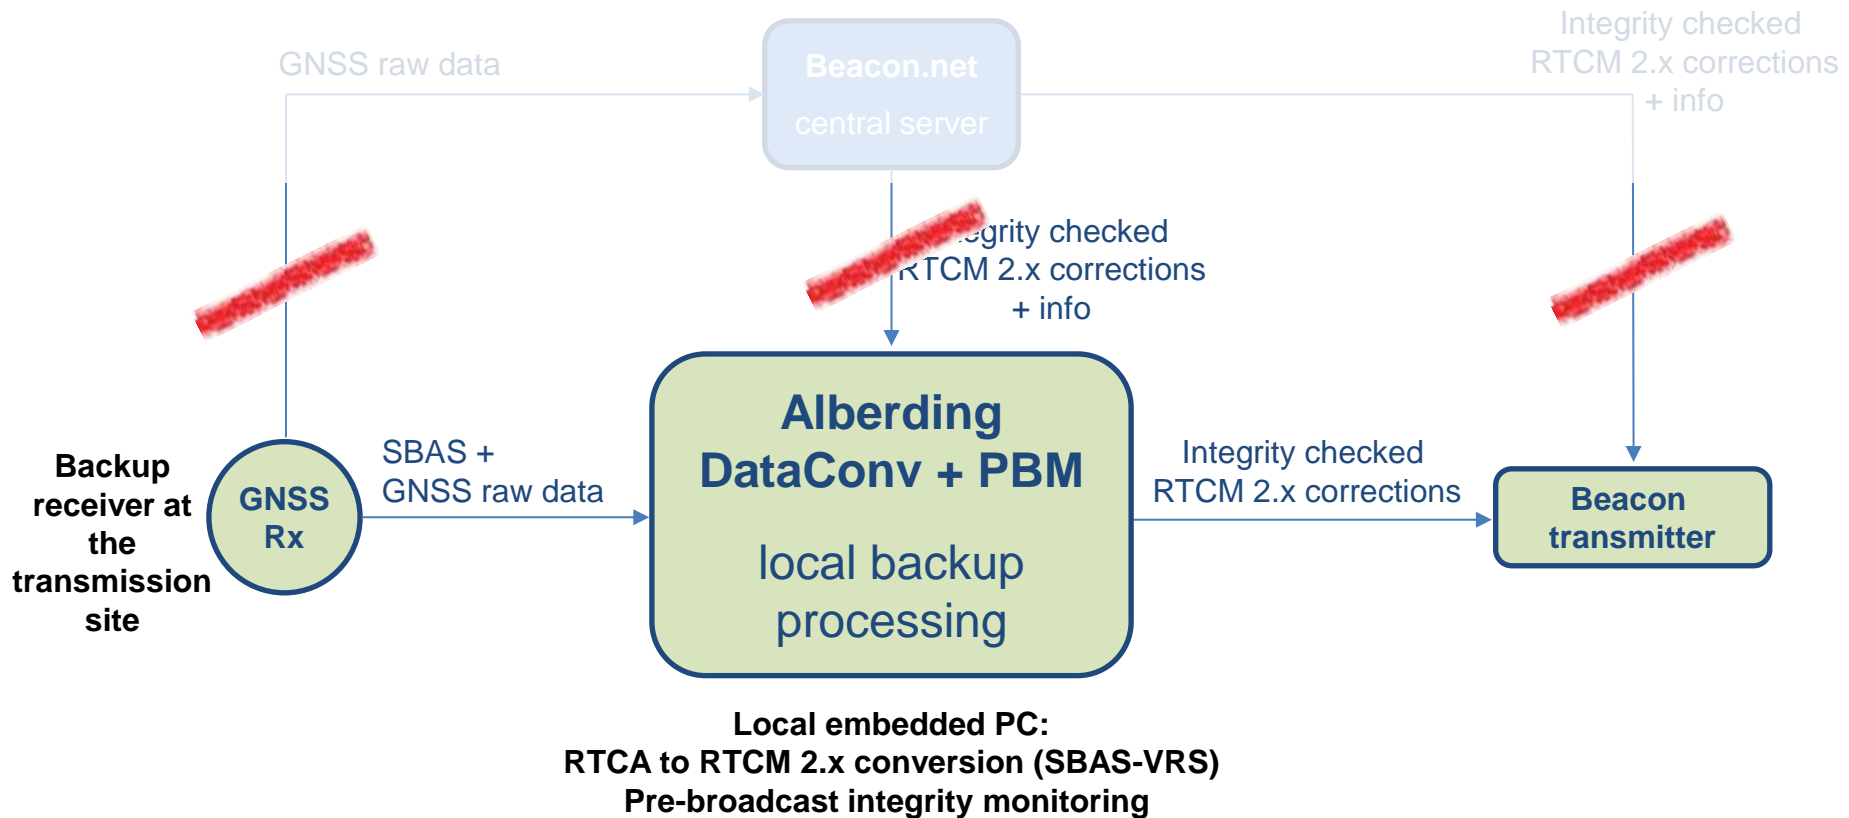 GNSS raw data
Beacon.net
central server
Integrity checked
RTCM 2.x corrections
+ info
checked
RTCM 2.x corrections
+ info
Backup
receiver at
the
transmission
site
GNSS
Rx
SBAS +
GNSS raw data
Alberding
DataConv + PBM
local backup
processing
Integrity checked
RTCM 2.x corrections
Beacon
transmitter
Local embedded PC:
RTCA to RTCM 2.x conversion (SBAS-VRS)
Pre-broadcast integrity monitoring